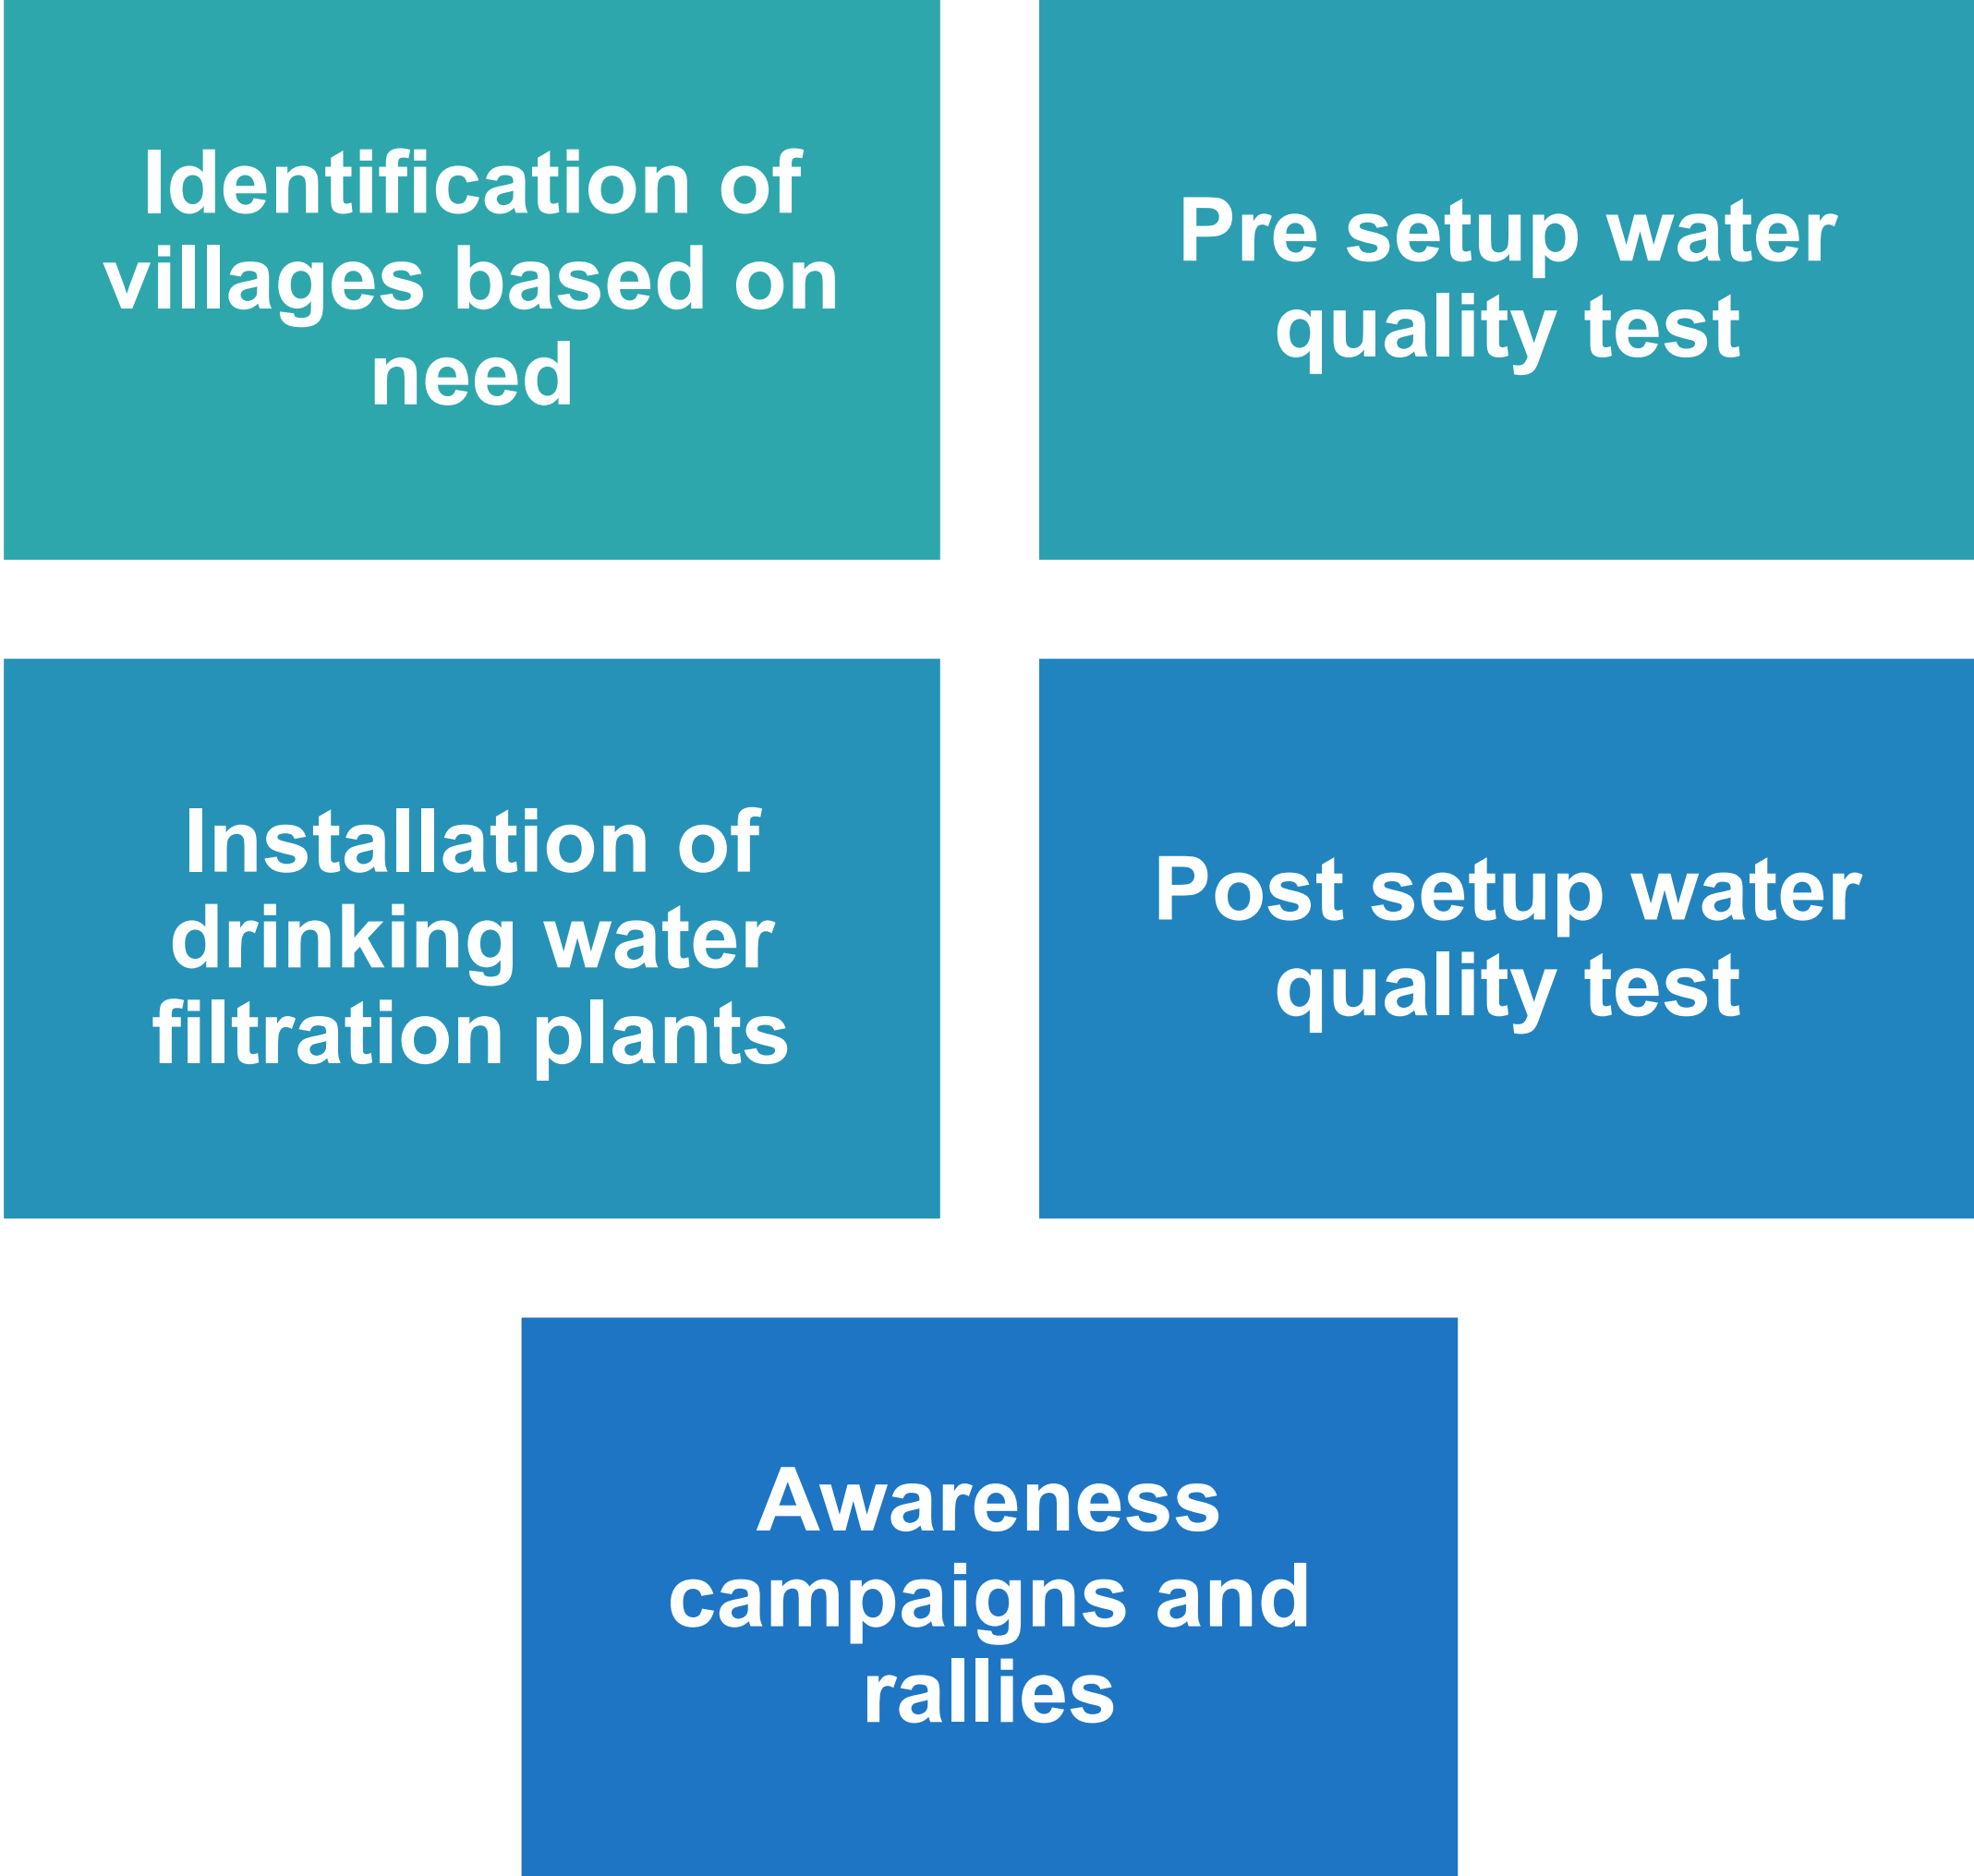 Identification of
villages based on
need
Pre setup water
quality test
Installation of
drinking water
filtration plants
Post setup water
quality test
Awareness
campaigns and
rallies